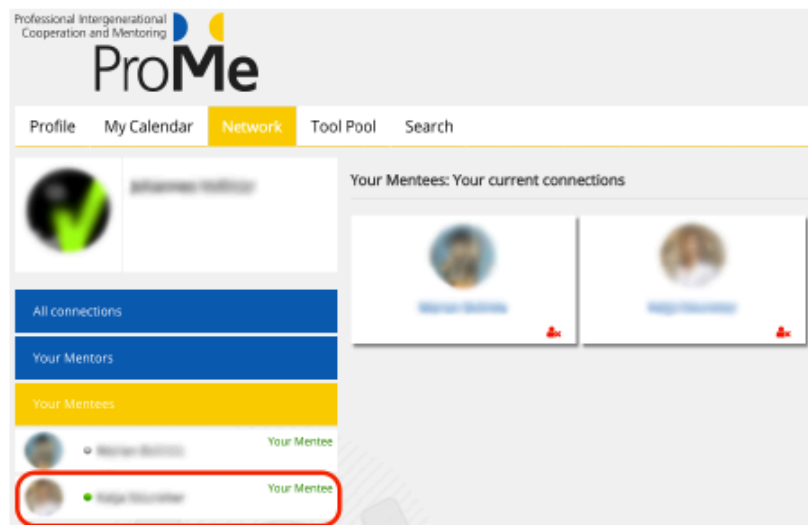 Professional Intergenerational
Cooperation and Mentoring
ProMe
Profile My Calendar Network Tool Pool Search
Your Mentees: Your current connections
All connections
Your Mentors
Your Mentees
Your Mentee
Your Mentee